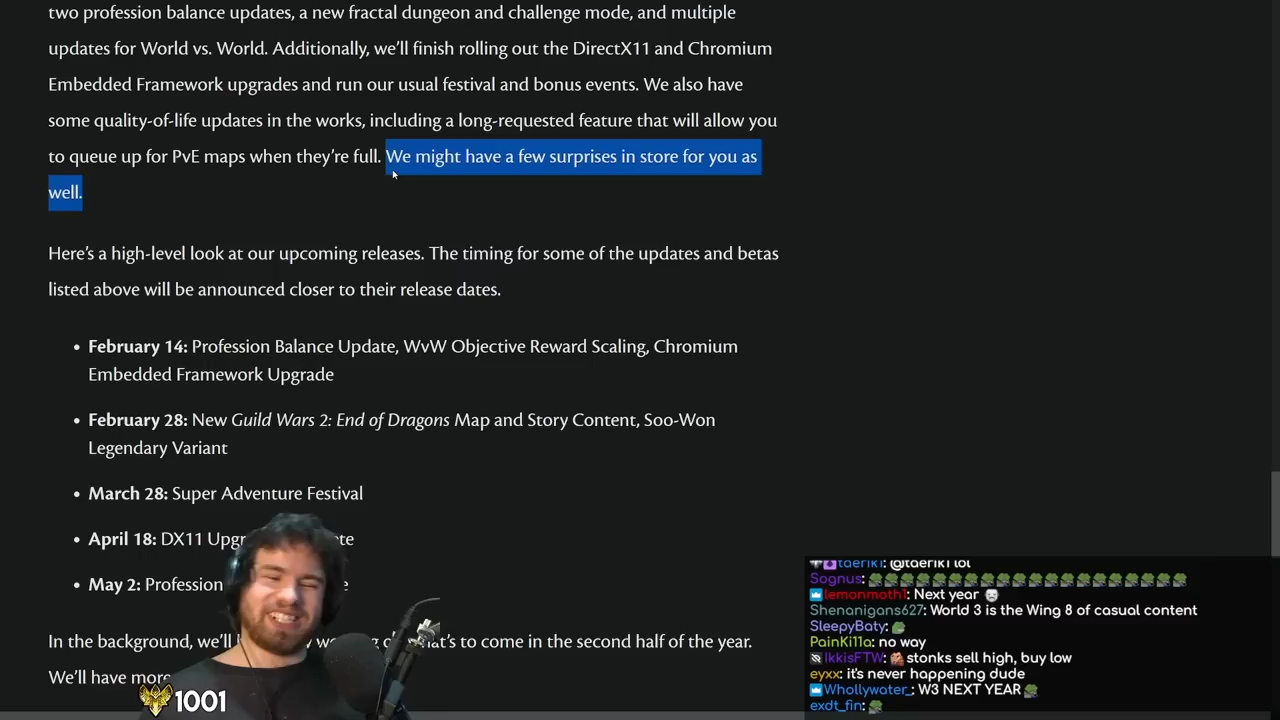 two profession balance updates, a new fractal dungeon and challenge mode, and multiple
updates for World vs. World. Additionally, we’ll finish rolling out the DirectX11 and Chromium
Embedded Framework upgrades and run our usual festival and bonus events. We also have
some quality-of-life updates in the works, including a long-requested feature that will allow you
to queue up for PvE maps when they’re full. We might have a few surprises in store for you as
well.
Here’s a high-level look at our upcoming releases. The timing for some of the updates and betas
listed above will be announced closer to their release dates.
• February 14: Profession Balance Update, WvW Objective Reward Scaling, Chromium
Embedded Framework Upgrade
• February 28: New Guild Wars 2: End of Dragons Map and Story Content, Soo-Won
Legendary Variant
• March 28: Super Adventure Festival
• April 18: DX11
• May 2: Profession
In the background, we’ll to come in the second half of the year.
We’ll have more
1001
taeriki: @taeriki lol
Sognus:
lemonmoth1: Next year
Shenanigans627: World 3 is the Wing 8 of casual content
SleepyBaty:
PainKi11a: no way
IkkisFTW: stonks sell high, buy low
eyxx: it's never happening dude
Whollywater_: W3 NEXT YEAR
exdt_fin: